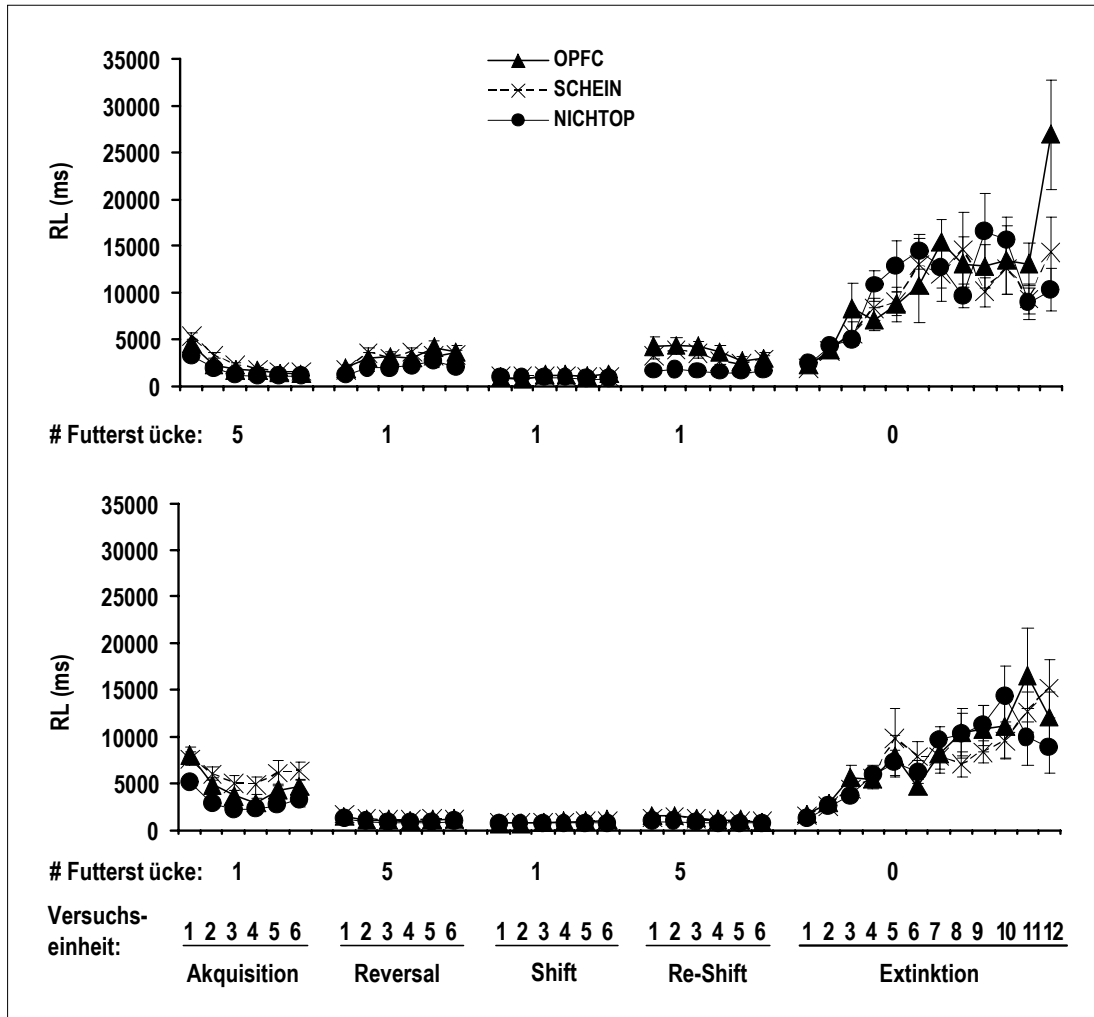 35000
30000
25000
20000
15000
10000
5000
0
RL (ms)
OPFC
SCHEIN
NICHTOP
# Futterst ücke: 5 1 1 1 0
35000
30000
25000
20000
15000
10000
5000
0
RL (ms)
# Futterst ücke: 1 5 1 5 0
Versuchs-
einheit:
1 2 3 4 5 6 1 2 3 4 5 6 1 2 3 4 5 6 1 2 3 4 5 6 1 2 3 4 5 6 7 8 9 10 11 12
Akquisition Reversal Shift Re-Shift Extinktion